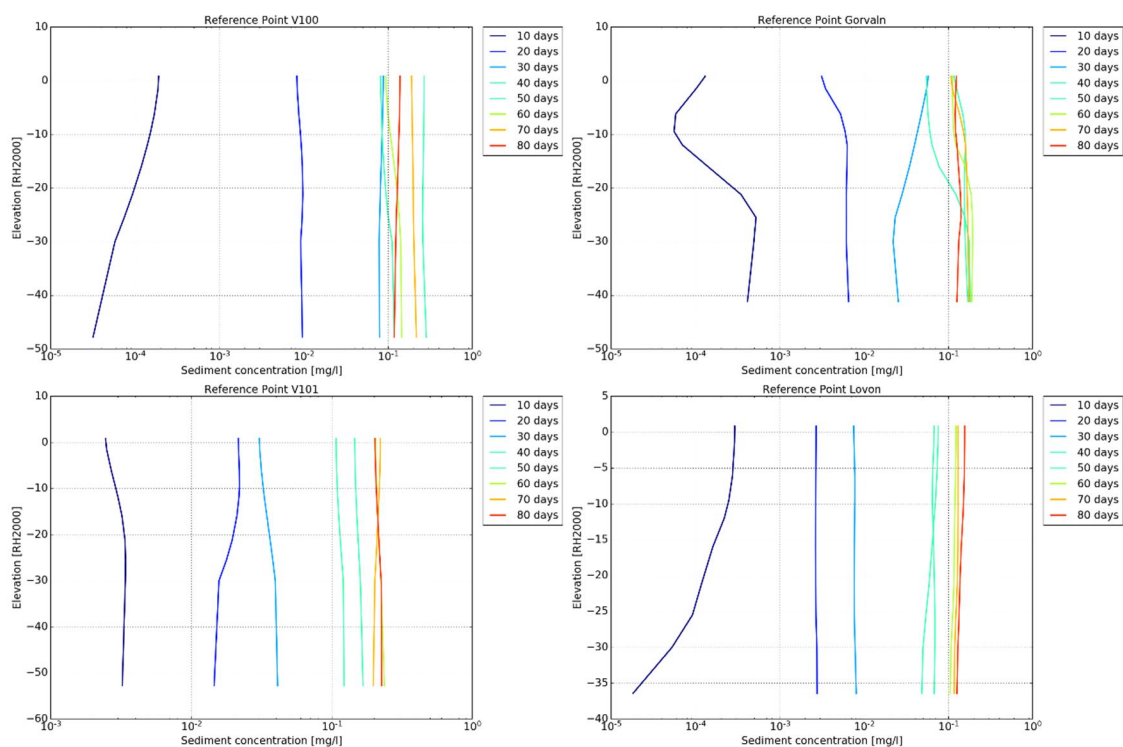 Reference Point V100
10
0
−10
−20
−30
−40
−50
Elevation [RH2000]
10-5
10-4
10-3
10-2
10-1
100
Sediment concentration [mg/l]
10 days
20 days
30 days
40 days
50 days
60 days
70 days
80 days
Reference Point Gorvaln
10
0
−10
−20
−30
−40
−50
Elevation [RH2000]
10-5
10-4
10-3
10-2
10-1
100
Sediment concentration [mg/l]
10 days
20 days
30 days
40 days
50 days
60 days
70 days
80 days
Reference Point V101
10
0
−10
−20
−30
−40
−50
−60
Elevation [RH2000]
10-3
10-2
10-1
100
Sediment concentration [mg/l]
10 days
20 days
30 days
40 days
50 days
60 days
70 days
80 days
Reference Point Lovon
5
0
−5
−10
−15
−20
−25
−30
−35
−40
Elevation [RH2000]
10-5
10-4
10-3
10-2
10-1
100
Sediment concentration [mg/l]
10 days
20 days
30 days
40 days
50 days
60 days
70 days
80 days